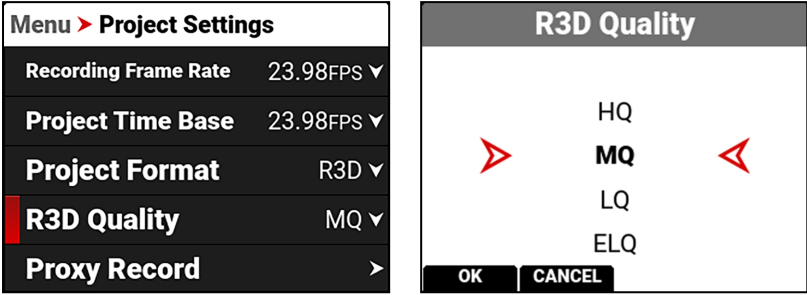 Menu > Project Settings
Recording Frame Rate 23.98FPS
Project Time Base 23.98FPS
Project Format R3D
R3D Quality MQ
Proxy Record >
R3D Quality
HQ
MQ
LQ
ELQ
OK CANCEL